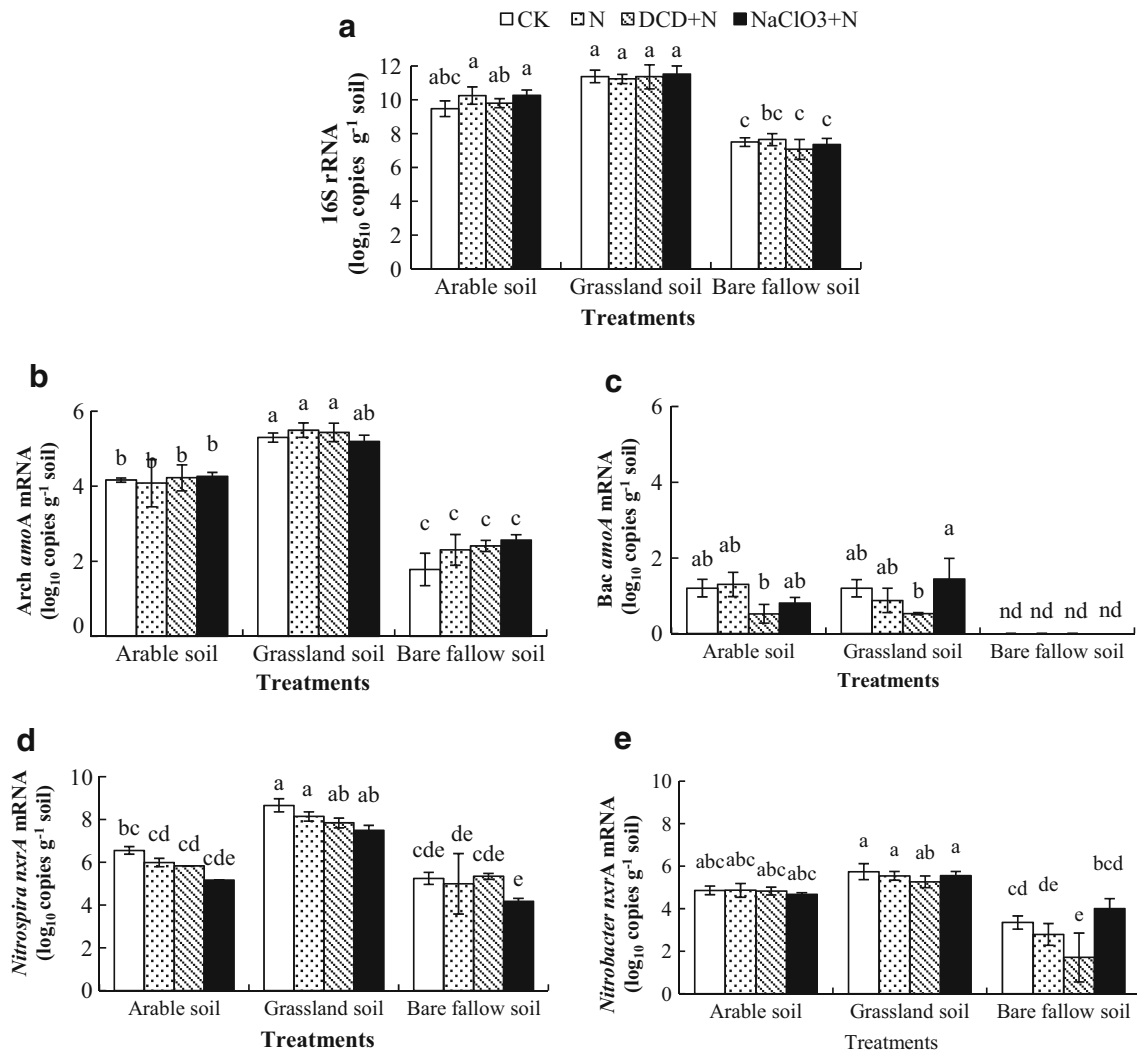 CK N DCD+N NaClO3+N
a
abc a ab a a a a a c bc c c
16S rRNA
(log10 copies g-1 soil)
12
10
8
6
4
2
0
Arable soil Grassland soil Bare fallow soil
Treatments
b
b b b b a a a ab c c c c
Arch amoA mRNA
(log10 copies g-1 soil)
6
4
2
0
Arable soil Grassland soil Bare fallow soil
Treatments
c
ab ab b ab ab ab b a nd nd nd nd
Bac amoA mRNA
(log10 copies g-1 soil)
6
4
2
0
Arable soil Grassland soil Bare fallow soil
Treatments
d
bc cd cd cde a a ab ab cde de cde e
Nitrospira nxrA mRNA
(log10 copies g-1 soil)
10
8
6
4
2
0
Arable soil Grassland soil Bare fallow soil
Treatments
e
abc abc abc abc a a ab a cd de e bcd
Nitrobacter nxrA mRNA
(log10 copies g-1 soil)
10
8
6
4
2
0
Arable soil Grassland soil Bare fallow soil
Treatments